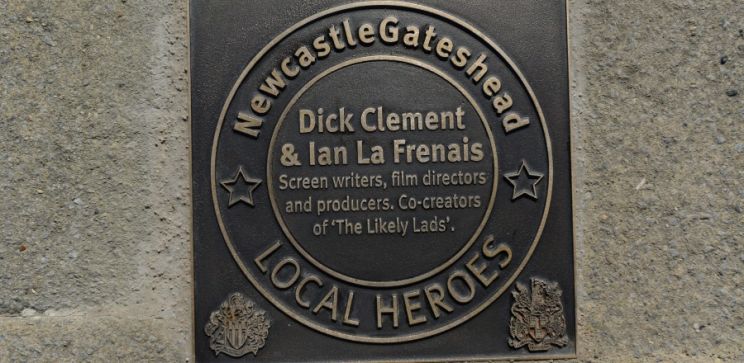 NewcastleGateshead
Dick Clement
& Ian La Frenais
Screen writers, film directors
and producers. Co-creators
of 'The Likely Lads'.
LOCAL HEROES